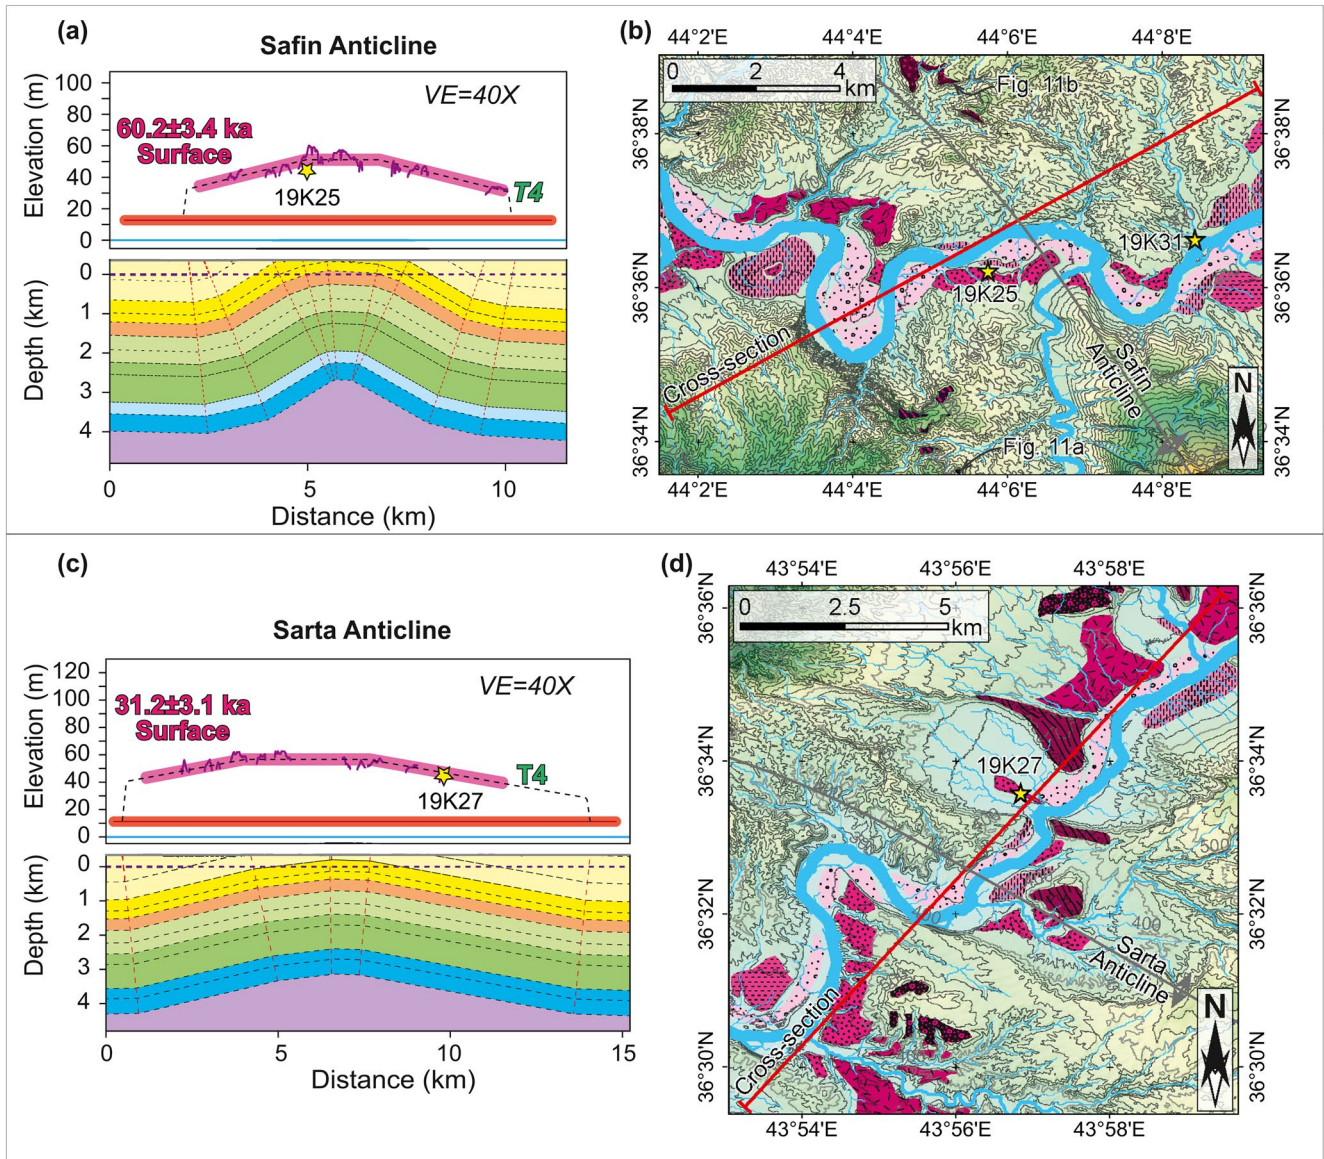 (a)
Safin Anticline
Elevation (m)
100
80
60
40
20
0
VE=40X
60.2±3.4 ka
Surface
19K25
T4
Depth (km)
0
1
2
3
4
0
5
10
Distance (km)
(b)
44°2'E
44°4'E
44°6'E
44°8'E
0
2
4
km
Fig. 11b
36°38'N
36°36'N
36°34'N
36°38'N
36°36'N
36°34'N
19K31
19K25
Cross-section
Safin
Anticline
Fig. 11a
N
44°2'E
44°4'E
44°6'E
44°8'E
(c)
Sarta Anticline
Elevation (m)
120
100
80
60
40
20
0
VE=40X
31.2±3.1 ka
Surface
T4
19K27
Depth (km)
0
1
2
3
4
0
5
10
15
Distance (km)
(d)
43°54'E
43°56'E
43°58'E
0
2.5
5
km
36°36'N
36°34'N
36°32'N
36°30'N
36°36'N
36°34'N
36°32'N
36°30'N
19K27
500
400
400
Sarta
Anticline
Cross-section
N
43°54'E
43°56'E
43°58'E